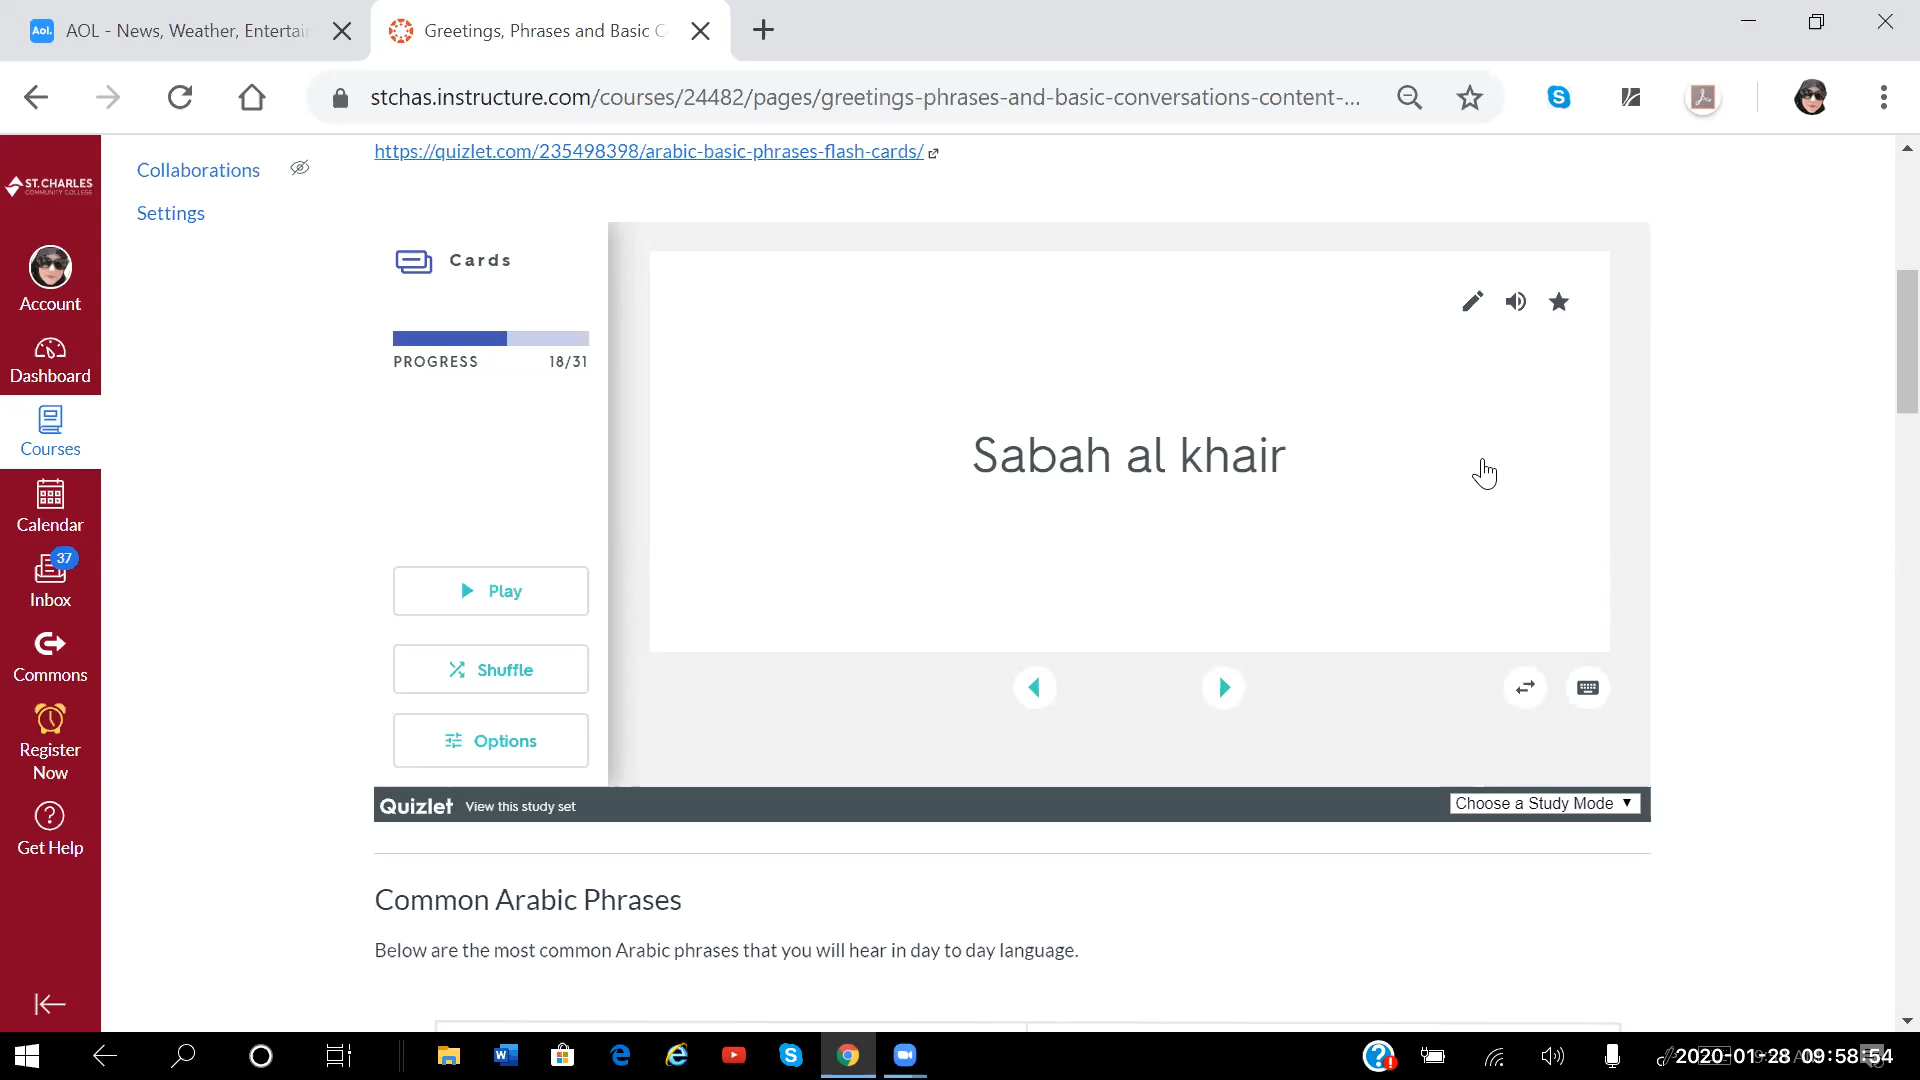 AOL - News, Weather, Entertai
Greetings, Phrases and Basic C
stchas.instructure.com/courses/24482/pages/greetings-phrases-and-basic-conversations-content-...
ST.CHARLES
COMMUNITY COLLEGE
Account
Dashboard
Courses
Calendar
37
Inbox
Commons
Register
Now
Get Help
Collaborations
Settings
https://quizlet.com/235498398/arabic-basic-phrases-flash-cards/
Cards
PROGRESS 18/31
Play
Shuffle
Options
Sabah al khair
Quizlet View this study set
Choose a Study Mode
Common Arabic Phrases
Below are the most common Arabic phrases that you will hear in day to day language.
2020-01-28 09:58:54